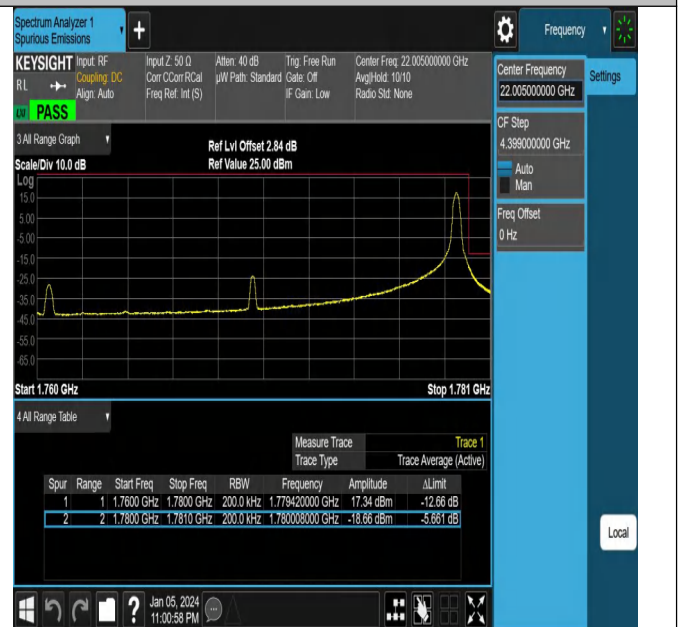 Spectrum Analyzer 1
Spurious Emissions
+
Frequency
KEYSIGHT Input: RF Input Z: 50 Ω Atten: 40 dB Trig: Free Run Center Freq: 22.005000000 GHz
RL Coupling: DC Corr CCorr RCal µW Path: Standard Gate: Off Avg|Hold: 10/10
Align: Auto Freq Ref: Int (S) IF Gain: Low Radio Std: None
PASS
Center Frequency
22.005000000 GHz
Settings
CF Step
4.399000000 GHz
Auto
Man
Freq Offset
0 Hz
3 All Range Graph
Ref Lvl Offset 2.84 dB
Scale/Div 10.0 dB Ref Value 25.00 dBm
Log
15.0
5.00
-5.00
-15.0
-25.0
-35.0
-45.0
-55.0
-65.0
Start 1.760 GHz Stop 1.781 GHz
4 All Range Table
Measure Trace Trace 1
Trace Type Trace Average (Active)
Spur Range Start Freq Stop Freq RBW Frequency Amplitude ΔLimit
1 1 1.7600 GHz 1.7800 GHz 200.0 kHz 1.779420000 GHz 17.34 dBm -12.66 dB
2 2 1.7800 GHz 1.7810 GHz 200.0 kHz 1.780008000 GHz -18.66 dBm -5.661 dB
Local
? Jan 05, 2024
11:00:58 PM